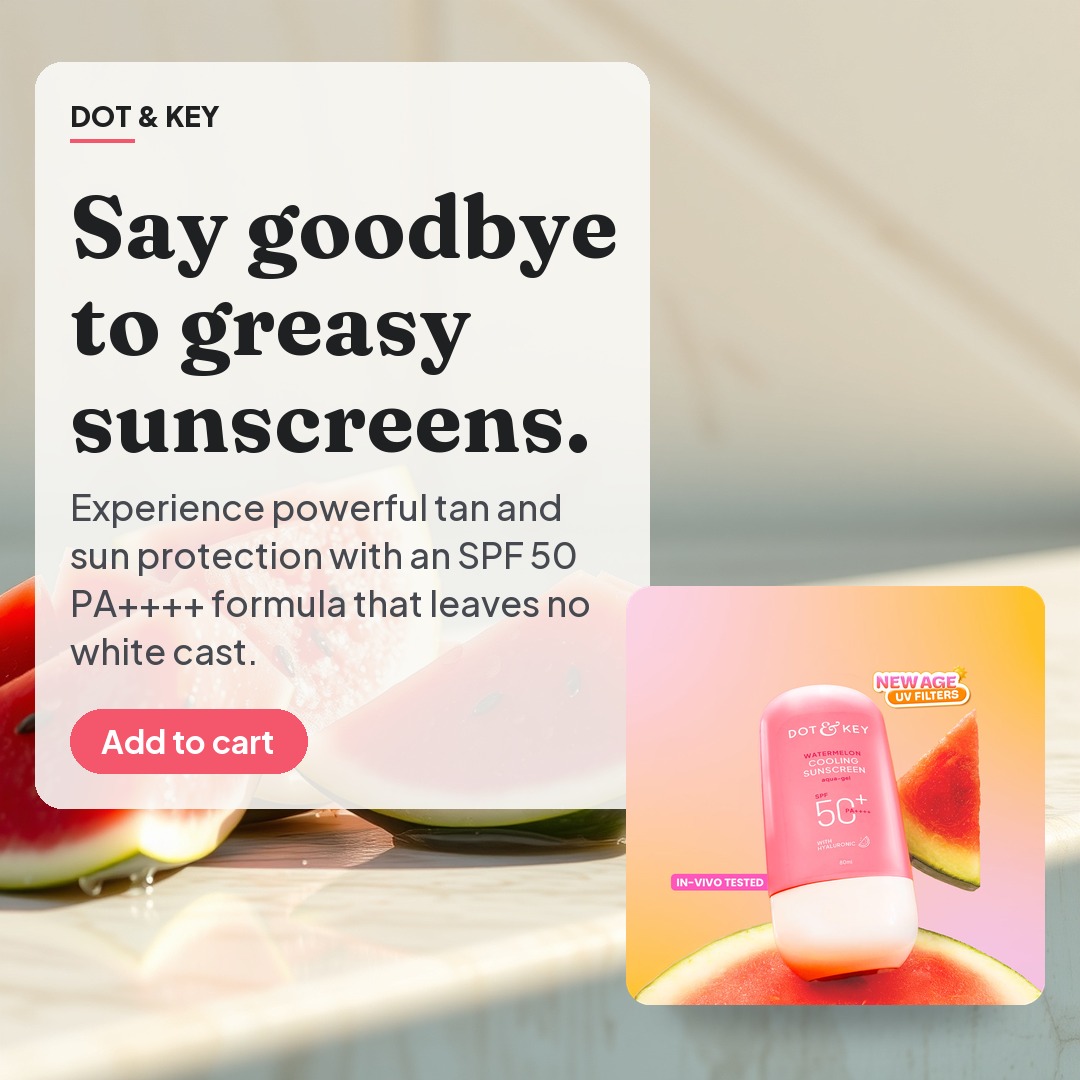 DOT & KEY
Say goodbye
to greasy
sunscreens.
Experience powerful tan and
sun protection with an SPF 50
PA++++ formula that leaves no
white cast.
Add to cart
NEW AGE
UV FILTERS
DOT & KEY
WATERMELON
COOLING
SUNSCREEN
aqua-gel
SPF
50+
PA++++
WITH
HYALURONIC
IN-VIVO TESTED